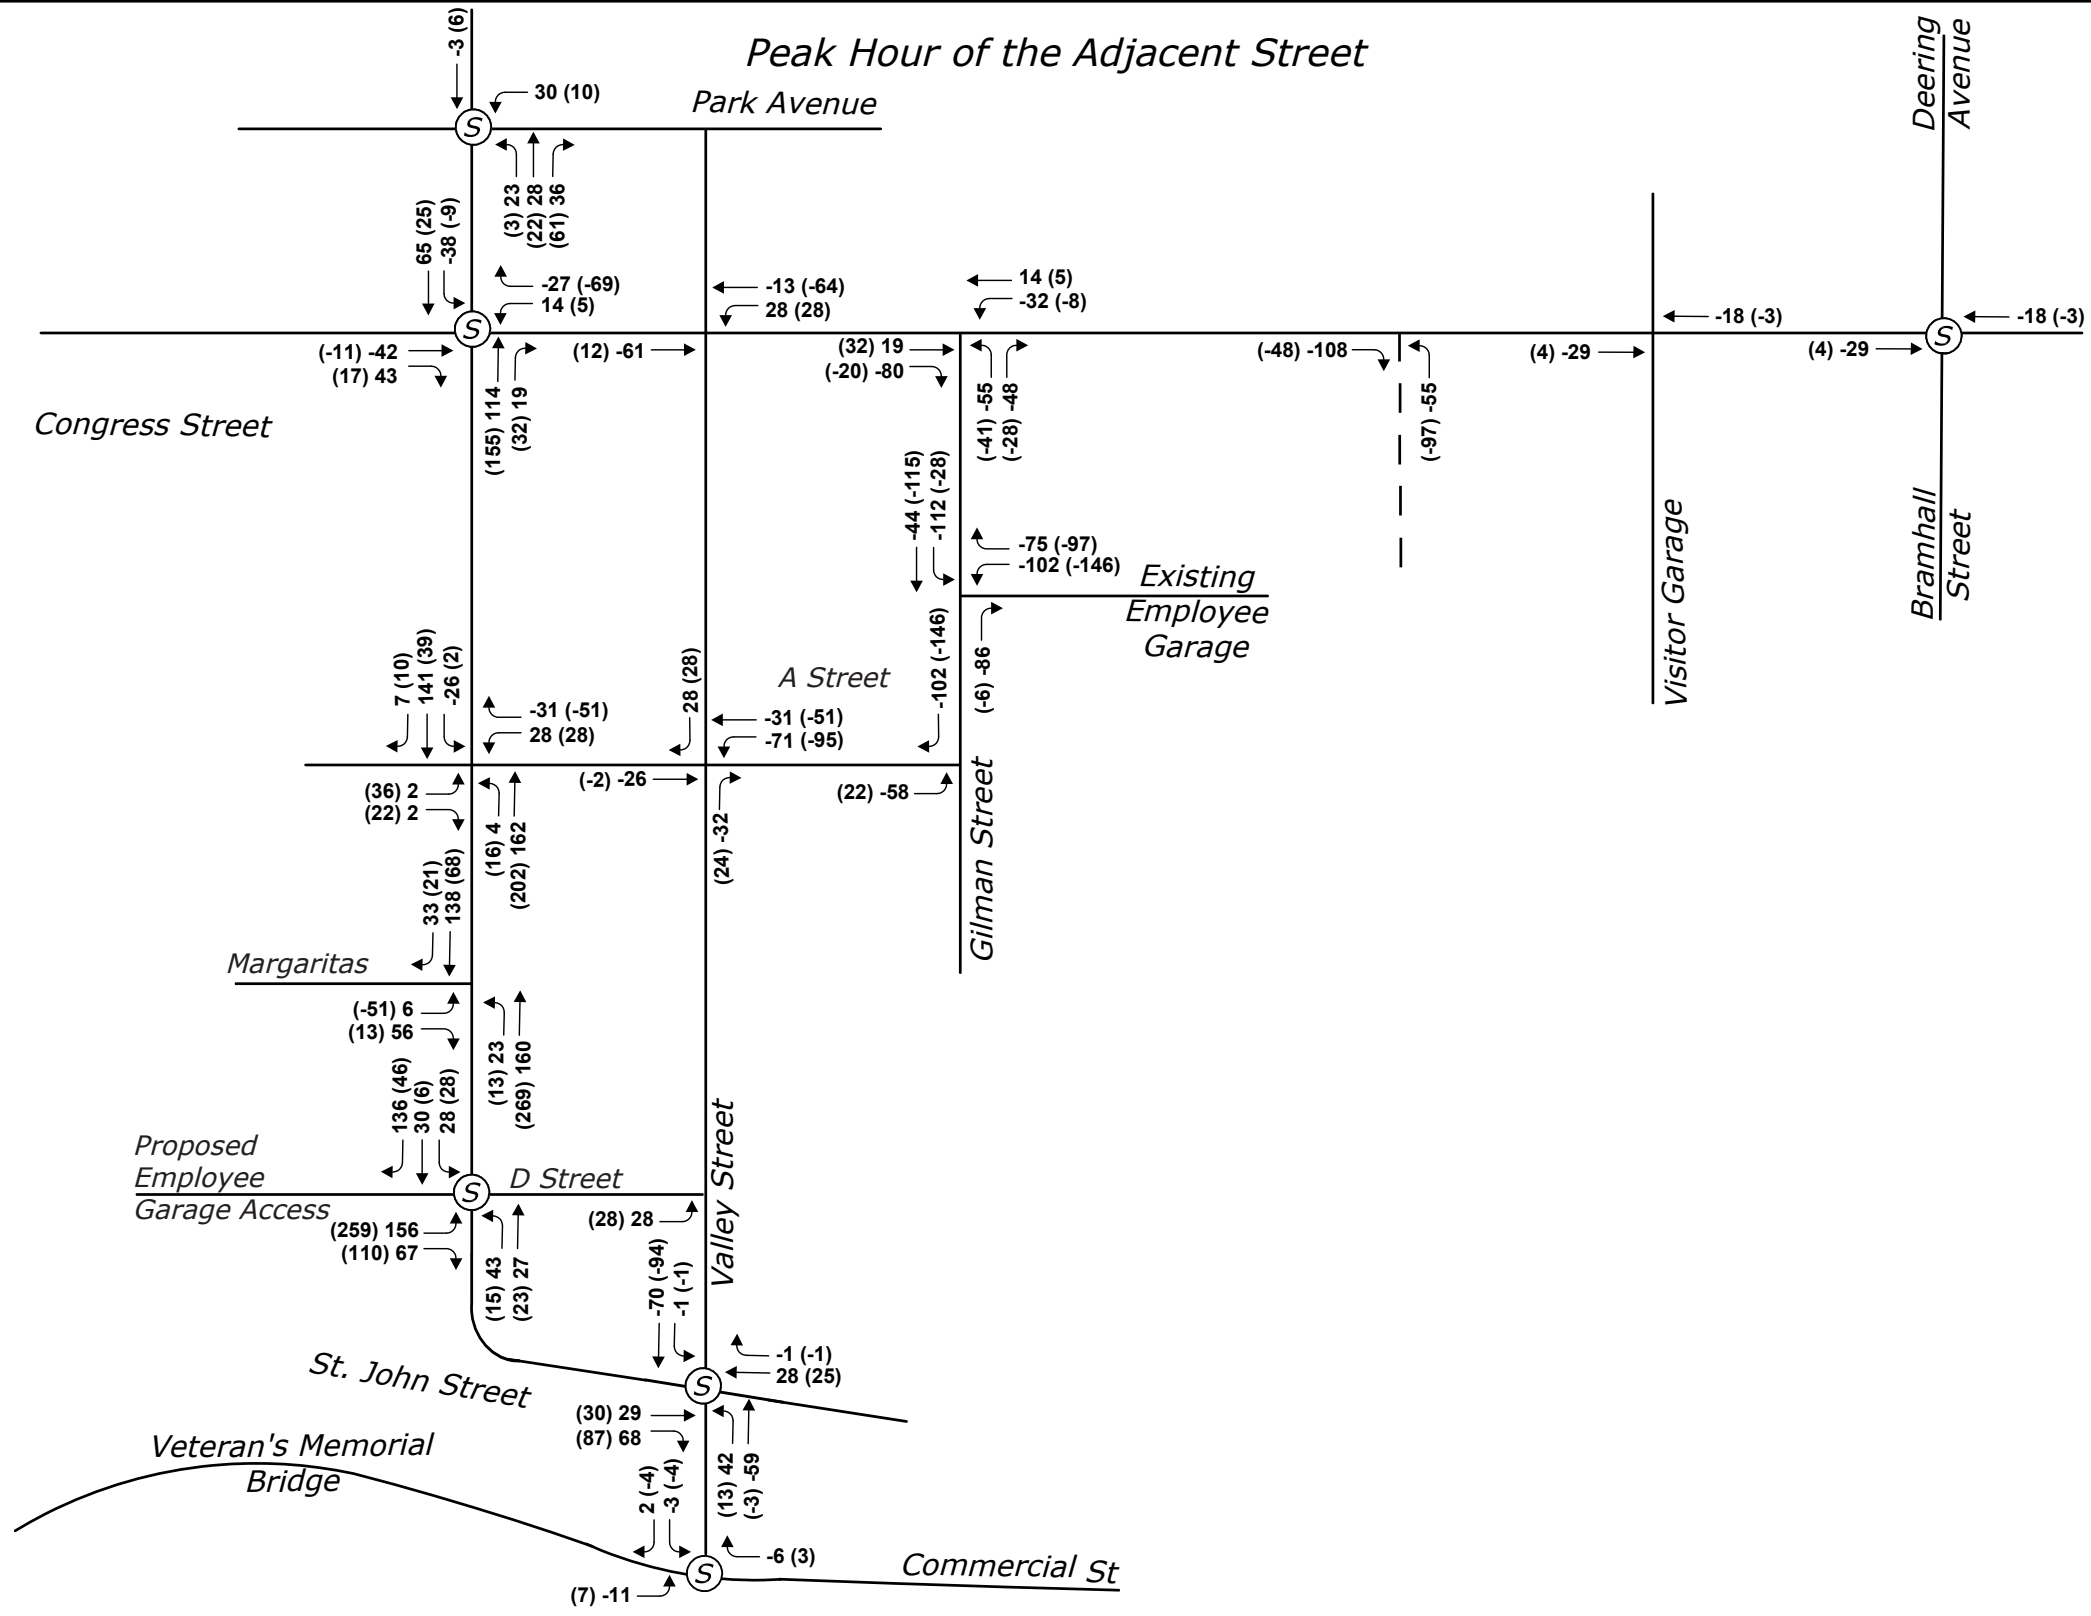 Peak Hour of the Adjacent Street
-3 (6)
30 (10)
Park Avenue
Deering
Avenue
S
(3) 23
(22) 28
(61) 36
65 (25)
-38 (-9)
-27 (-69)
14 (5)
-13 (-64)
28 (28)
14 (5)
-32 (-8)
-18 (-3)
-18 (-3)
S
S
(-11) -42
(17) 43
(12) -61
(32) 19
(-20) -80
(-48) -108
(4) -29
(4) -29
(155) 114
(32) 19
(-41) -55
(-28) -48
(-97) -55
Congress Street
-44 (-115)
-112 (-28)
-75 (-97)
-102 (-146)
Existing
Employee
Garage
Visitor Garage
Bramhall
Street
7 (10)
141 (39)
-26 (2)
28 (28)
A Street
-102 (-146)
(-6) -86
-31 (-51)
28 (28)
-31 (-51)
-71 (-95)
(36) 2
(22) 2
(-2) -26
(22) -58
(16) 4
(202) 162
(24) -32
Gilman Street
33 (21)
138 (68)
Margaritas
(-51) 6
(13) 56
(13) 23
(269) 160
136 (46)
30 (6)
28 (28)
Valley Street
Proposed
Employee
Garage Access
S
D Street
(259) 156
(110) 67
(28) 28
(15) 43
(23) 27
-70 (-94)
-1 (-1)
-1 (-1)
28 (25)
St. John Street
S
(30) 29
(87) 68
(13) 42
(-3) -59
Veteran's Memorial
Bridge
2 (-4)
-3 (-4)
-6 (3)
S
Commercial St
(7) -11